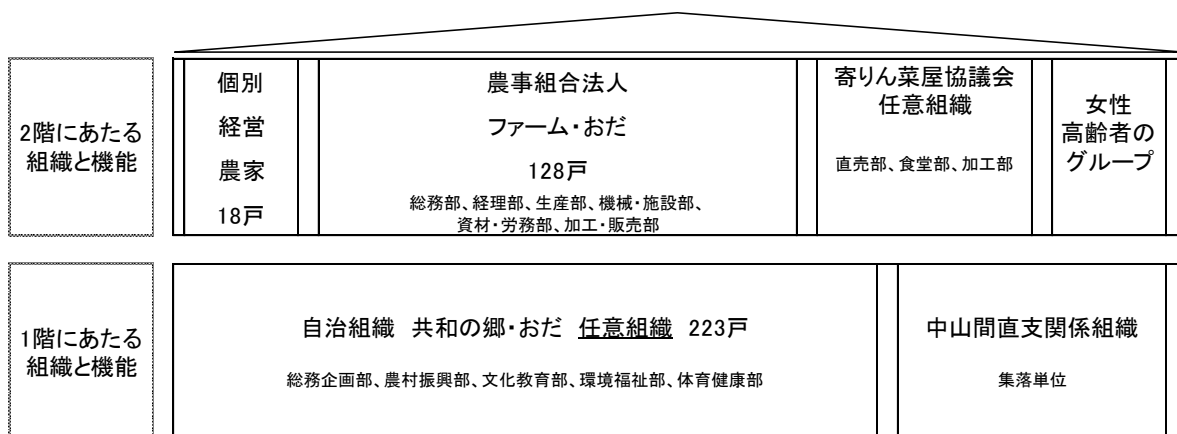 2階にあたる
組織と機能
個別
経営
農家
18戸
農事組合法人
ファーム・おだ
128戸
総務部、経理部、生産部、機械・施設部、
資材・労務部、加工・販売部
寄りん菜屋協議会
任意組織
直売部、食堂部、加工部
女性
高齢者の
グループ
1階にあたる
組織と機能
自治組織　共和の郷・おだ　任意組織　223戸
総務企画部、農村振興部、文化教育部、環境福祉部、体育健康部
中山間直支関係組織
集落単位